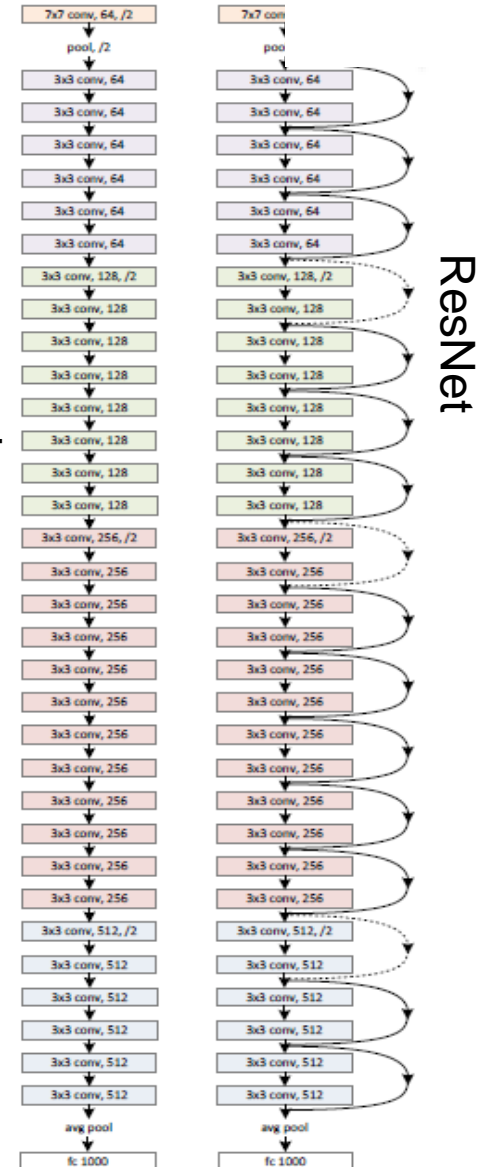 7x7 conv, 64, /2
pool, /2
3x3 conv, 64
3x3 conv, 64
3x3 conv, 64
3x3 conv, 64
3x3 conv, 64
3x3 conv, 64
3x3 conv, 128, /2
3x3 conv, 128
3x3 conv, 128
3x3 conv, 128
3x3 conv, 128
3x3 conv, 128
3x3 conv, 128
3x3 conv, 128
3x3 conv, 256, /2
3x3 conv, 256
3x3 conv, 256
3x3 conv, 256
3x3 conv, 256
3x3 conv, 256
3x3 conv, 256
3x3 conv, 256
3x3 conv, 256
3x3 conv, 256
3x3 conv, 256
3x3 conv, 256
3x3 conv, 512, /2
3x3 conv, 512
3x3 conv, 512
3x3 conv, 512
3x3 conv, 512
3x3 conv, 512
avg pool
fc 1000
7x7 con
poo
3x3 conv, 64
3x3 conv, 64
3x3 conv, 64
3x3 conv, 64
3x3 conv, 64
3x3 conv, 64
3x3 conv, 128, /2
3x3 conv, 128
3x3 conv, 128
3x3 conv, 128
3x3 conv, 128
3x3 conv, 128
3x3 conv, 128
3x3 conv, 128
3x3 conv, 256, /2
3x3 conv, 256
3x3 conv, 256
3x3 conv, 256
3x3 conv, 256
3x3 conv, 256
3x3 conv, 256
3x3 conv, 256
3x3 conv, 256
3x3 conv, 256
3x3 conv, 256
3x3 conv, 256
3x3 conv, 512, /2
3x3 conv, 512
3x3 conv, 512
3x3 conv, 512
3x3 conv, 512
3x3 conv, 512
avg pool
fc 1000
ResNet